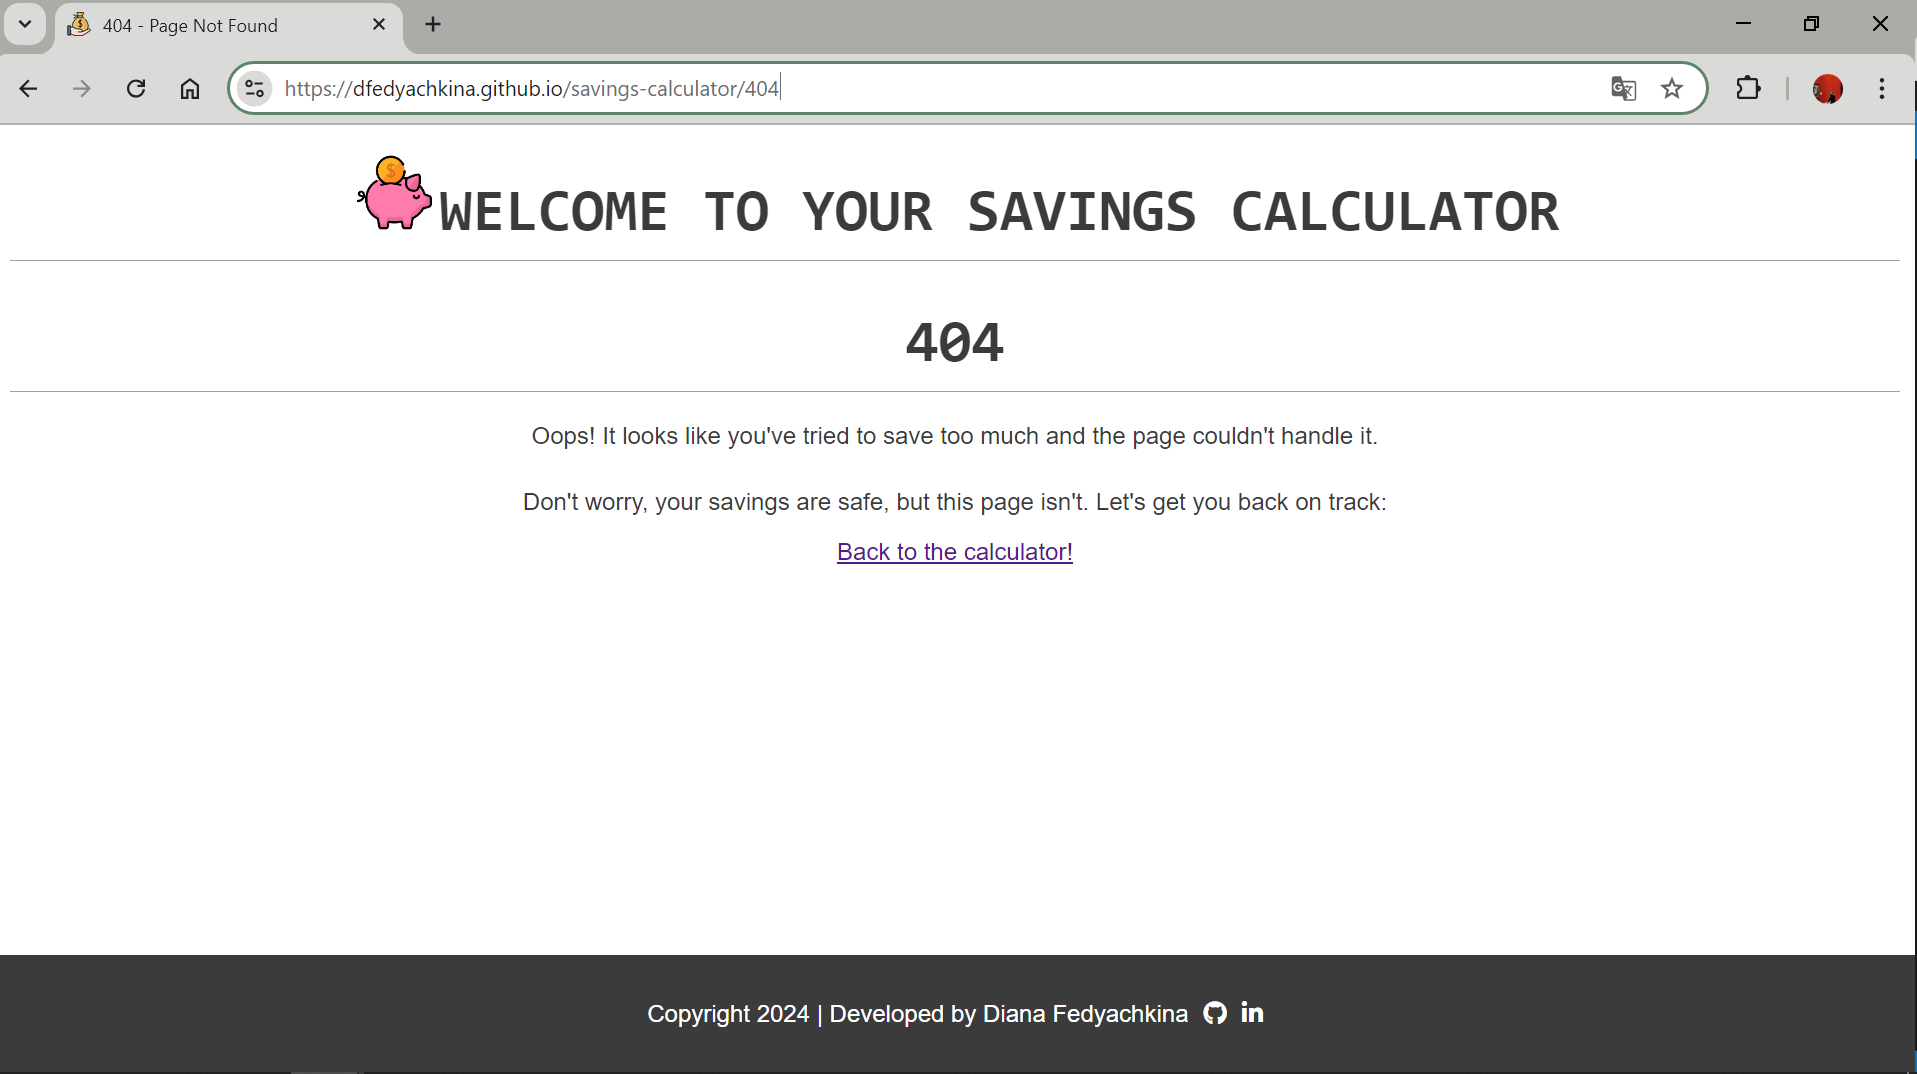 404 - Page Not Found
https://dfedyachkina.github.io/savings-calculator/404
WELCOME TO YOUR SAVINGS CALCULATOR
404
Oops! It looks like you've tried to save too much and the page couldn't handle it.
Don't worry, your savings are safe, but this page isn't. Let's get you back on track:
Back to the calculator!
Copyright 2024 | Developed by Diana Fedyachkina